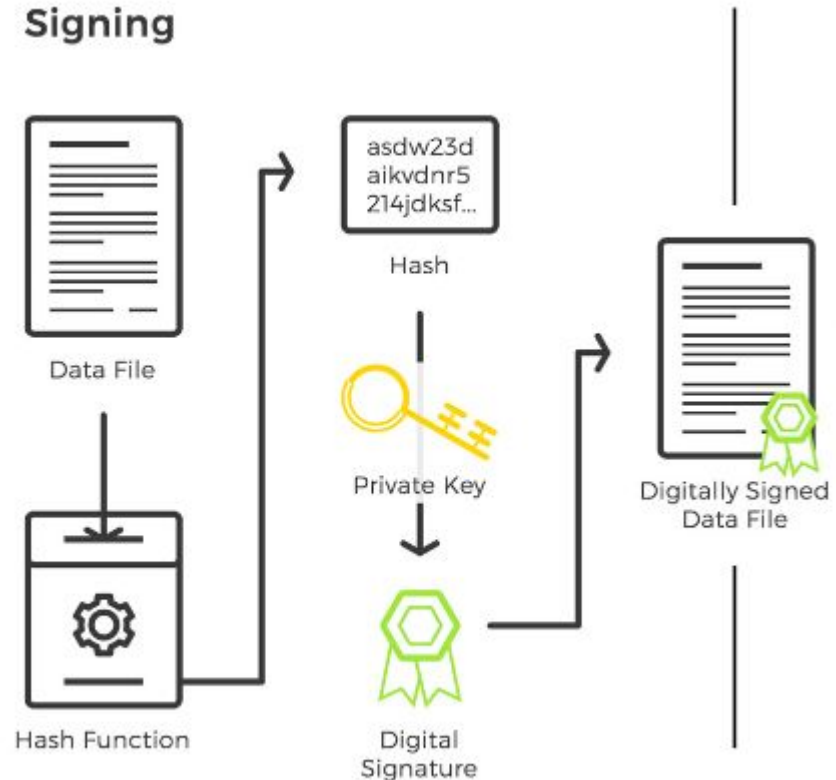 Signing
Data File
Hash Function
asdw23d
aikvdnr5
214jdksf...
Hash
Private Key
Digital
Signature
Digitally Signed
Data File